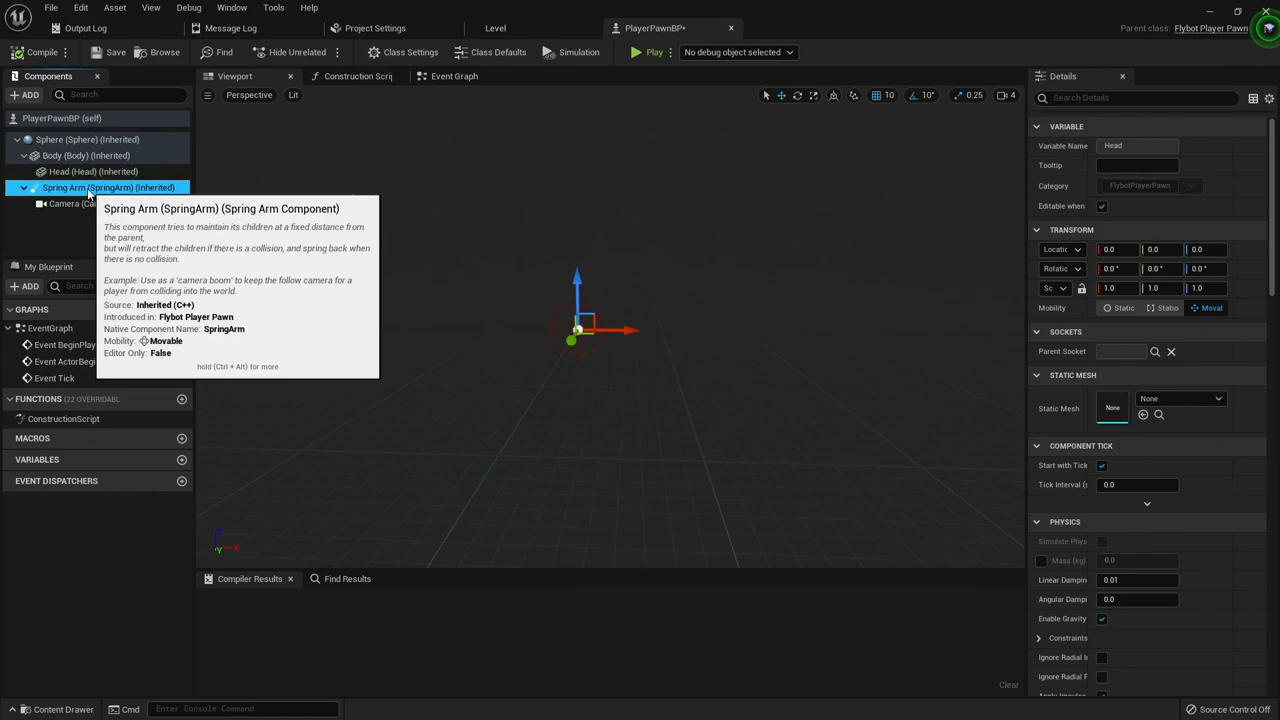 File Edit Asset View Debug Window Tools Help
Output Log Message Log Project Settings Level PlayerPawnBP* Parent class: Flybot Player Pawn
Compile Save Browse Find Hide Unrelated Class Settings Class Defaults Simulation Play No debug object selected
Components
ADD Search
PlayerPawnBP (self)
Sphere (Sphere) (Inherited)
Body (Body) (Inherited)
Head (Head) (Inherited)
Spring Arm (SpringArm) (Inherited)
Camera (Ca
Spring Arm (SpringArm) (Spring Arm Component)
This component tries to maintain its children at a fixed distance from
the parent,
but will retract the children if there is a collision, and spring back when
there is no collision.
Example: Use as a 'camera boom' to keep the follow camera for a
player from colliding into the world.
Source: Inherited (C++)
Introduced in: Flybot Player Pawn
Native Component Name: SpringArm
Mobility: Movable
Editor Only: False
hold (Ctrl + Alt) for more
My Blueprint
ADD Search
GRAPHS
EventGraph
Event BeginPlay
Event ActorBegi
Event Tick
FUNCTIONS (22 OVERRIDABL
ConstructionScript
MACROS
VARIABLES
EVENT DISPATCHERS
Viewport Construction Scrip Event Graph
Perspective Lit 10 10° 0.25 4
Z
X
Y
Compiler Results Find Results
Clear
Details
Search Details
VARIABLE
Variable Name Head
Tooltip
Category FlybotPlayerPawn
Editable when
TRANSFORM
Locatic 0.0 0.0 0.0
Rotatic 0.0 ° 0.0 ° 0.0 °
Sc 1.0 1.0 1.0
Mobility Static Statio Moval
SOCKETS
Parent Socket
STATIC MESH
Static Mesh None None
COMPONENT TICK
Start with Tick
Tick Interval (s 0.0
PHYSICS
Simulate Phys
Mass (kg) 0.0
Linear Dampin 0.01
Angular Dampi 0.0
Enable Gravity
Constraints
Ignore Radial I
Ignore Radial F
Content Drawer Cmd Enter Console Command Source Control Off